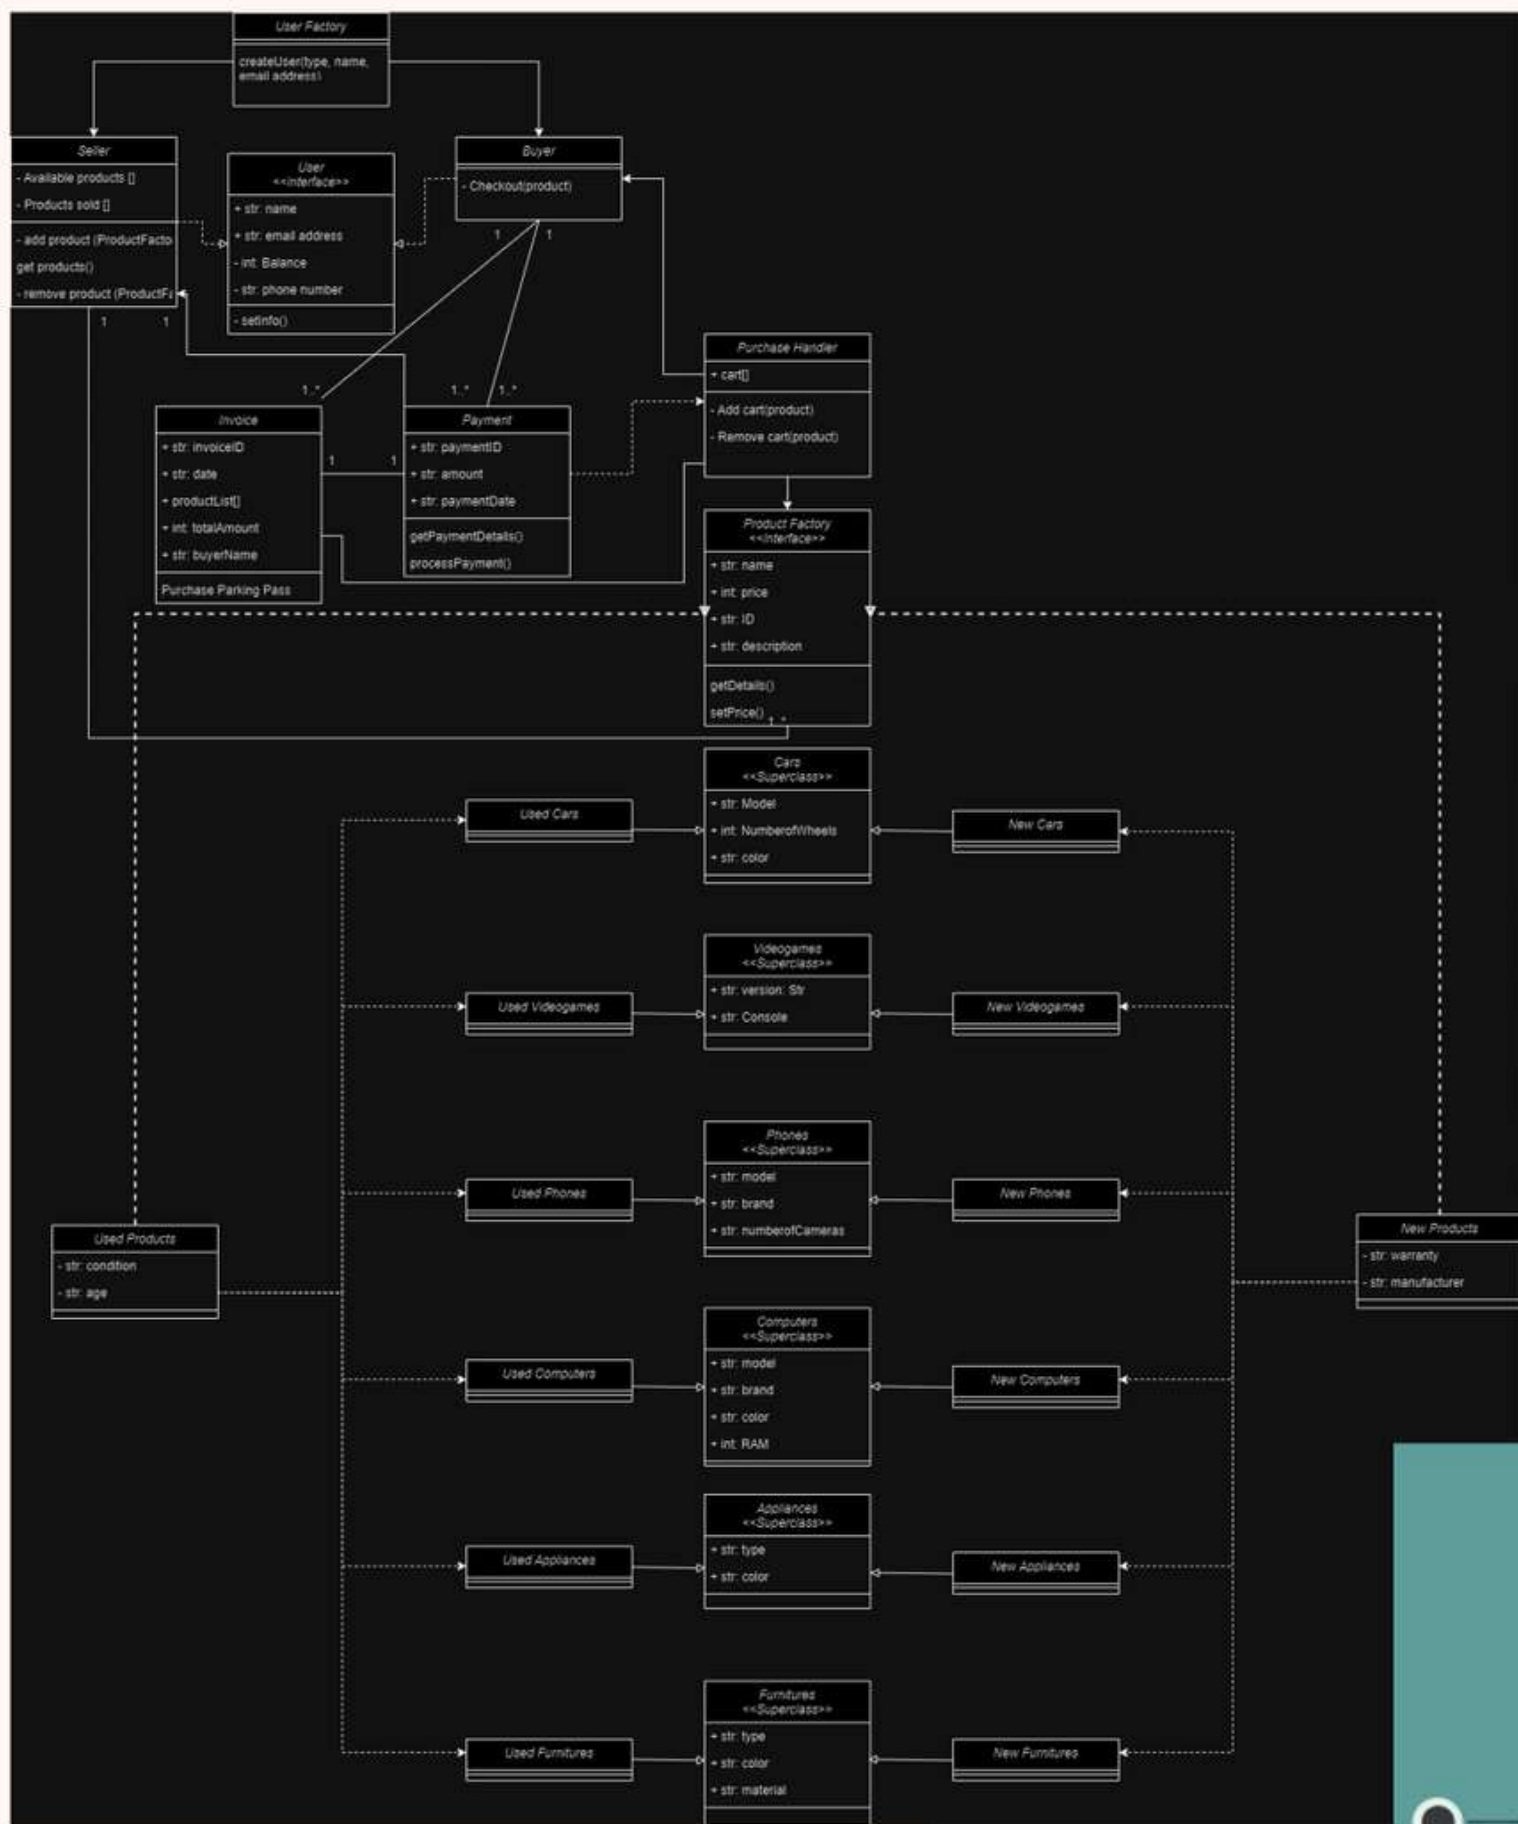 User Factory
createUser(type, name,
email address)
Seller
- Available products []
- Products sold []
- add product (ProductFacto
get products()
- remove product (ProductFa
User
<<interface>>
+ str: name
+ str: email address
- int: Balance
- str: phone number
- setInfo()
Buyer
- Checkout(product)
1
1
1
1
1..*
1..*
1..*
Purchase Handler
+ cart[]
- Add cart(product)
- Remove cart(product)
Invoice
+ str: invoiceID
+ str: date
+ productList[]
+ int: totalAmount
+ str: buyerName
Purchase Parking Pass
1
1
Payment
+ str: paymentID
+ str: amount
+ str: paymentDate
getPaymentDetails()
processPayment()
Product Factory
<<Interface>>
+ str: name
+ int: price
+ str: ID
+ str: description
getDetails()
setPrice()
1..*
Cars
<<Superclass>>
+ str: Model
+ int: NumberofWheels
+ str: color
Used Cars
New Cars
Videogames
<<Superclass>>
+ str: version: Str
+ str: Console
Used Videogames
New Videogames
Phones
<<Superclass>>
+ str: model
+ str: brand
+ str: numberofCameras
Used Phones
New Phones
Used Products
- str: condition
- str: age
New Products
- str: warranty
- str: manufacturer
Computers
<<Superclass>>
+ str: model
+ str: brand
+ str: color
+ int: RAM
Used Computers
New Computers
Appliances
<<Superclass>>
+ str: type
+ str: color
Used Appliances
New Appliances
Furnitures
<<Superclass>>
+ str: type
+ str: color
+ str: material
Used Furnitures
New Furnitures